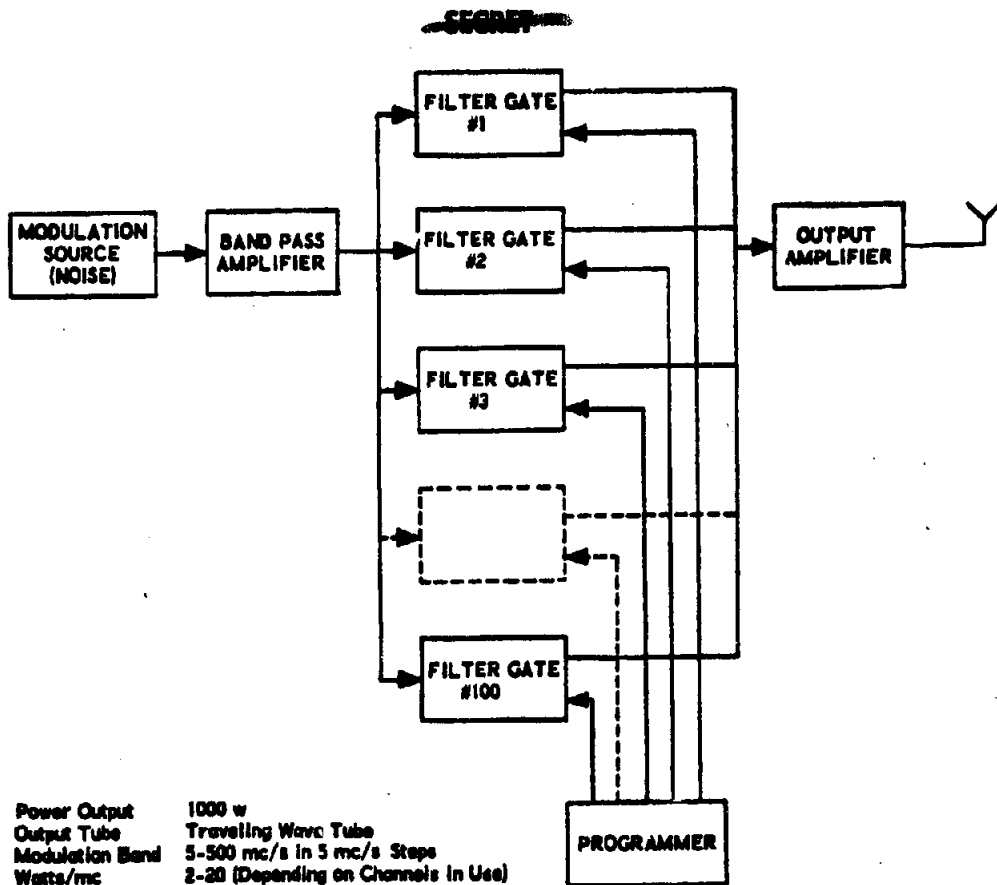 SECRET
FILTER GATE
#1
MODULATION
SOURCE
(NOISE)
BAND PASS
AMPLIFIER
FILTER GATE
#2
OUTPUT
AMPLIFIER
FILTER GATE
#3
FILTER GATE
#100
PROGRAMMER
Power Output 1000 w
Output Tube Traveling Wave Tube
Modulation Band 5-500 mc/s in 5 mc/s Steps
Watts/mc 2-20 (Depending on Channels in Use)